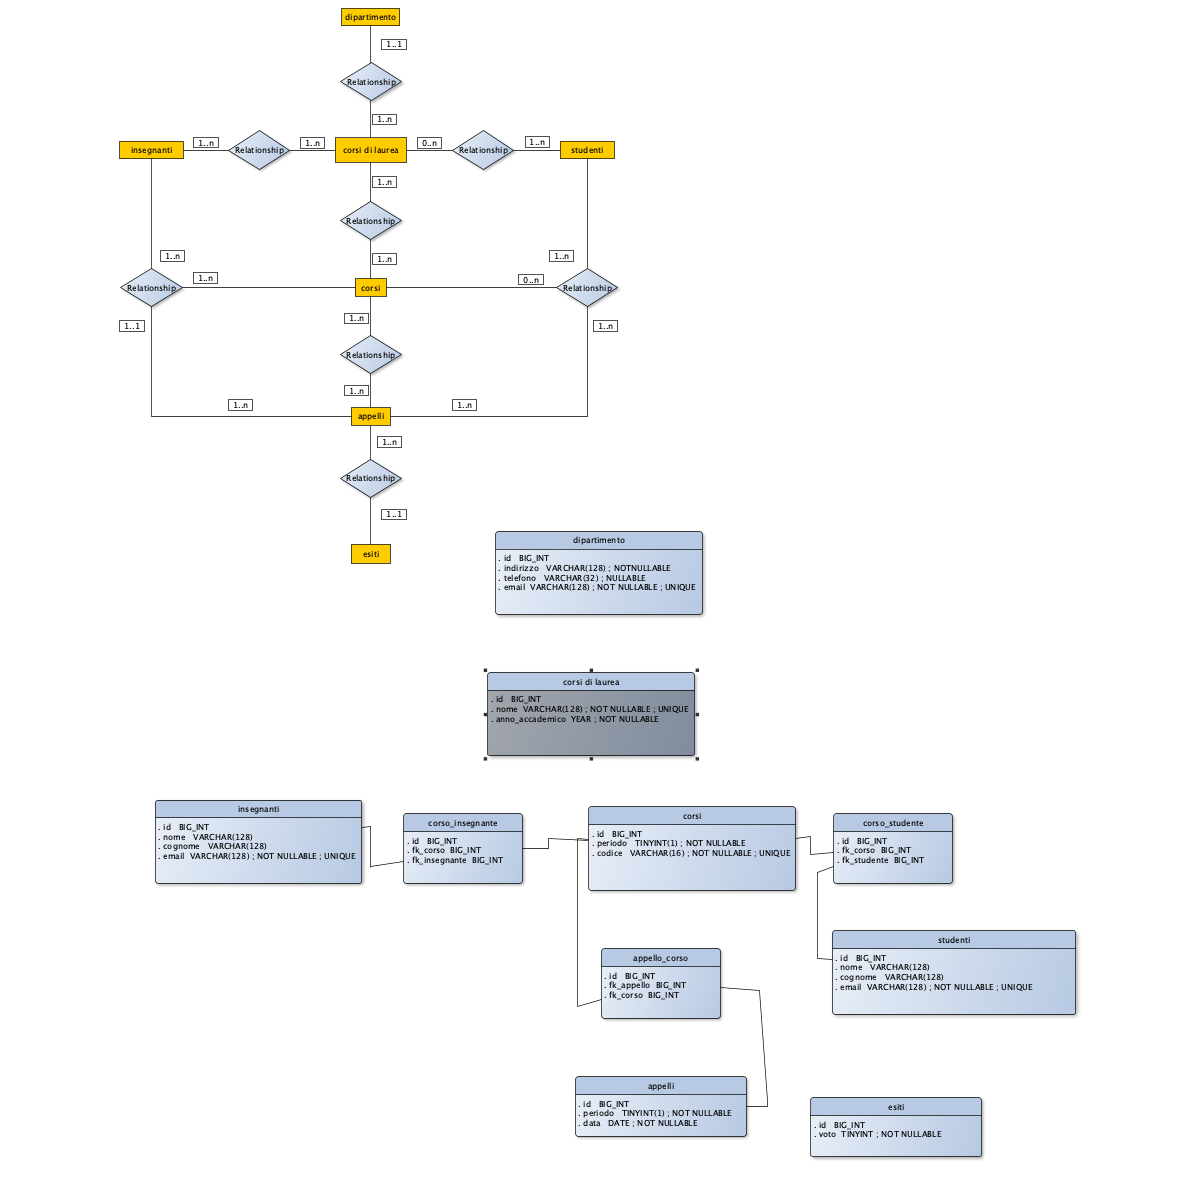 dipartimento
1..1
Relationship
1..n
insegnanti
1..n
Relationship
1..n
corsi di laurea
0..n
Relationship
1..n
studenti
1..n
Relationship
1..n
1..n
1..n
Relationship
1..n
corsi
0..n
Relationship
1..1
1..n
1..n
Relationship
1..n
1..n
appelli
1..n
1..n
Relationship
1..1
esiti
dipartimento
. id BIG_INT
. indirizzo VARCHAR(128) ; NOTNULLABLE
. telefono VARCHAR(32) ; NULLABLE
. email VARCHAR(128) ; NOT NULLABLE ; UNIQUE
corsi di laurea
. id BIG_INT
. nome VARCHAR(128) ; NOT NULLABLE ; UNIQUE
. anno_accademico YEAR ; NOT NULLABLE
insegnanti
. id BIG_INT
. nome VARCHAR(128)
. cognome VARCHAR(128)
. email VARCHAR(128) ; NOT NULLABLE ; UNIQUE
corso_insegnante
. id BIG_INT
. fk_corso BIG_INT
. fk_insegnante BIG_INT
corsi
. id BIG_INT
. periodo TINYINT(1) ; NOT NULLABLE
. codice VARCHAR(16) ; NOT NULLABLE ; UNIQUE
corso_studente
. id BIG_INT
. fk_corso BIG_INT
. fk_studente BIG_INT
studenti
. id BIG_INT
. nome VARCHAR(128)
. cognome VARCHAR(128)
. email VARCHAR(128) ; NOT NULLABLE ; UNIQUE
appello_corso
. id BIG_INT
. fk_appello BIG_INT
. fk_corso BIG_INT
appelli
. id BIG_INT
. periodo TINYINT(1) ; NOT NULLABLE
. data DATE ; NOT NULLABLE
esiti
. id BIG_INT
. voto TINYINT ; NOT NULLABLE